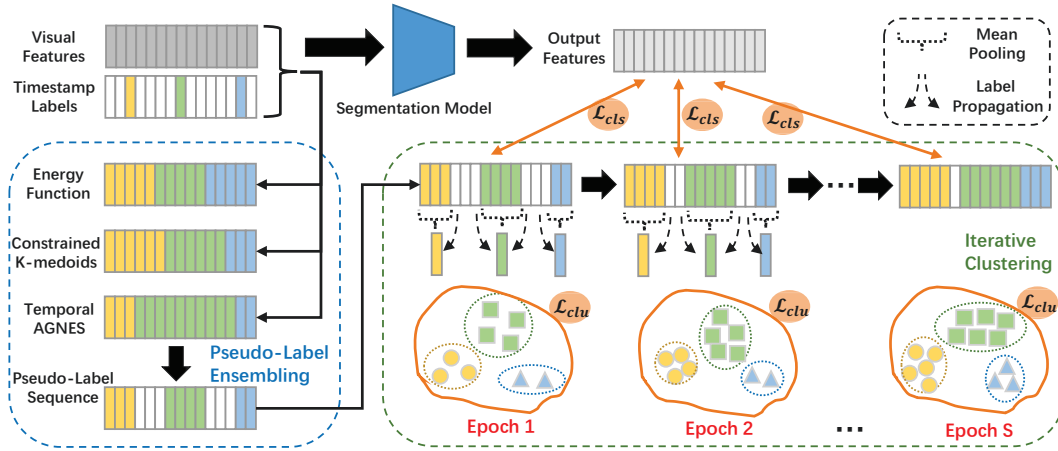 Visual
Features
Timestamp
Labels
Segmentation Model
Output
Features
Mean
Pooling
Label
Propagation
ℒcls
ℒcls
ℒcls
Energy
Function
Constrained
K-medoids
Temporal
AGNES
Pseudo-Label
Ensembling
Pseudo-Label
Sequence
...
Iterative
Clustering
ℒclu
ℒclu
ℒclu
Epoch 1
Epoch 2
...
Epoch S